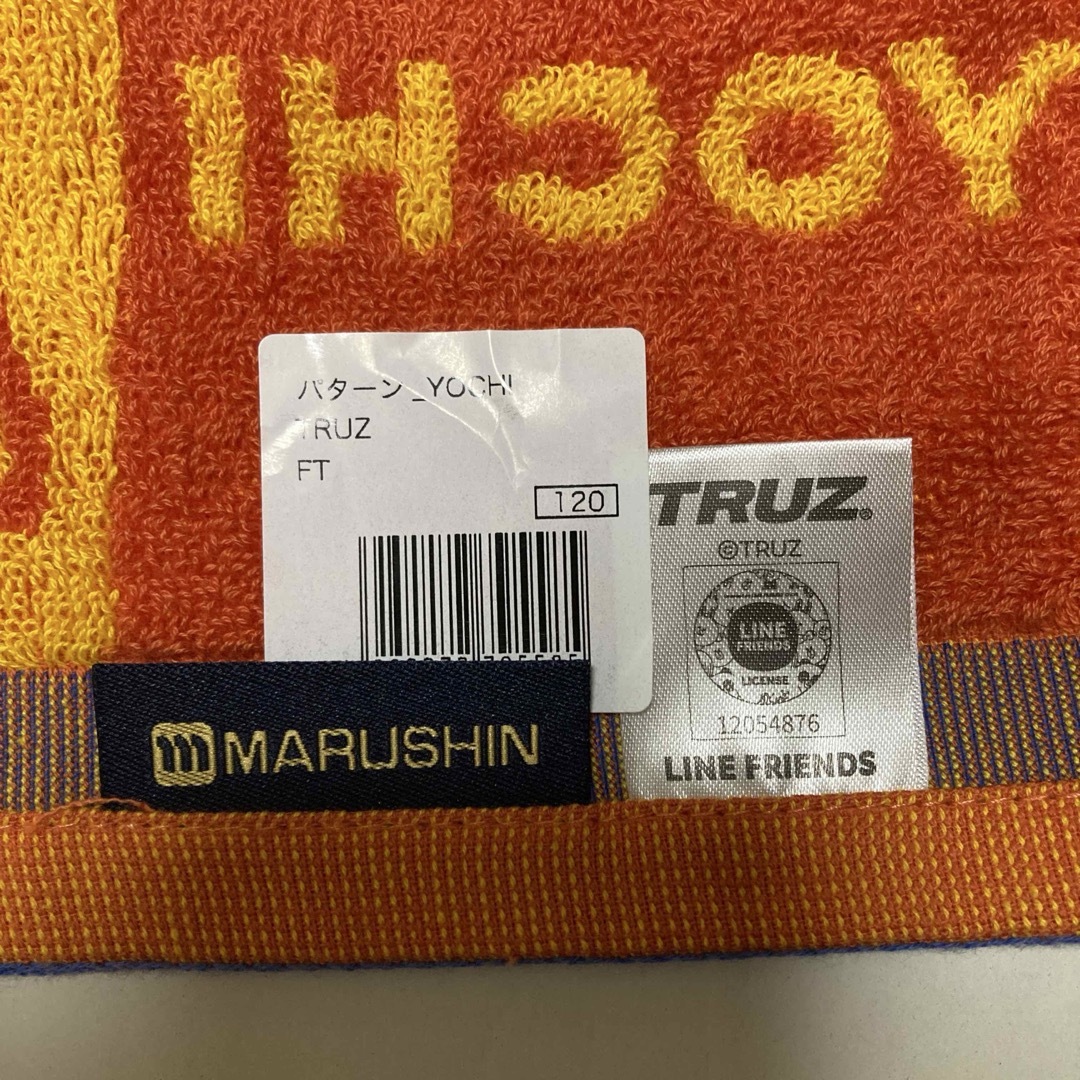 YOCHI
パターン_YOCHI
TRUZ
FT
120
TRUZ®
©TRUZ
LINE
FRIENDS
LICENSE
12054876
LINE FRIENDS
MARUSHIN